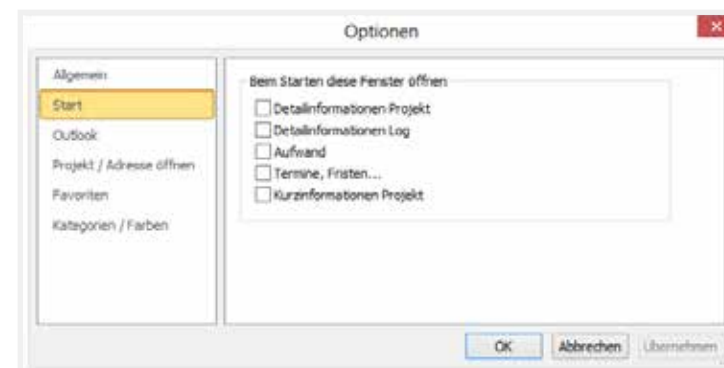 Optionen
Allgemein
Start
Outlook
Projekt / Adresse öffnen
Favoriten
Kategorien / Farben
Beim Starten diese Fenster öffnen
Detailinformationen Projekt
Detailinformationen Log
Aufwand
Termine, Fristen...
Kurzinformationen Projekt
OK
Abbrechen
Übernehmen